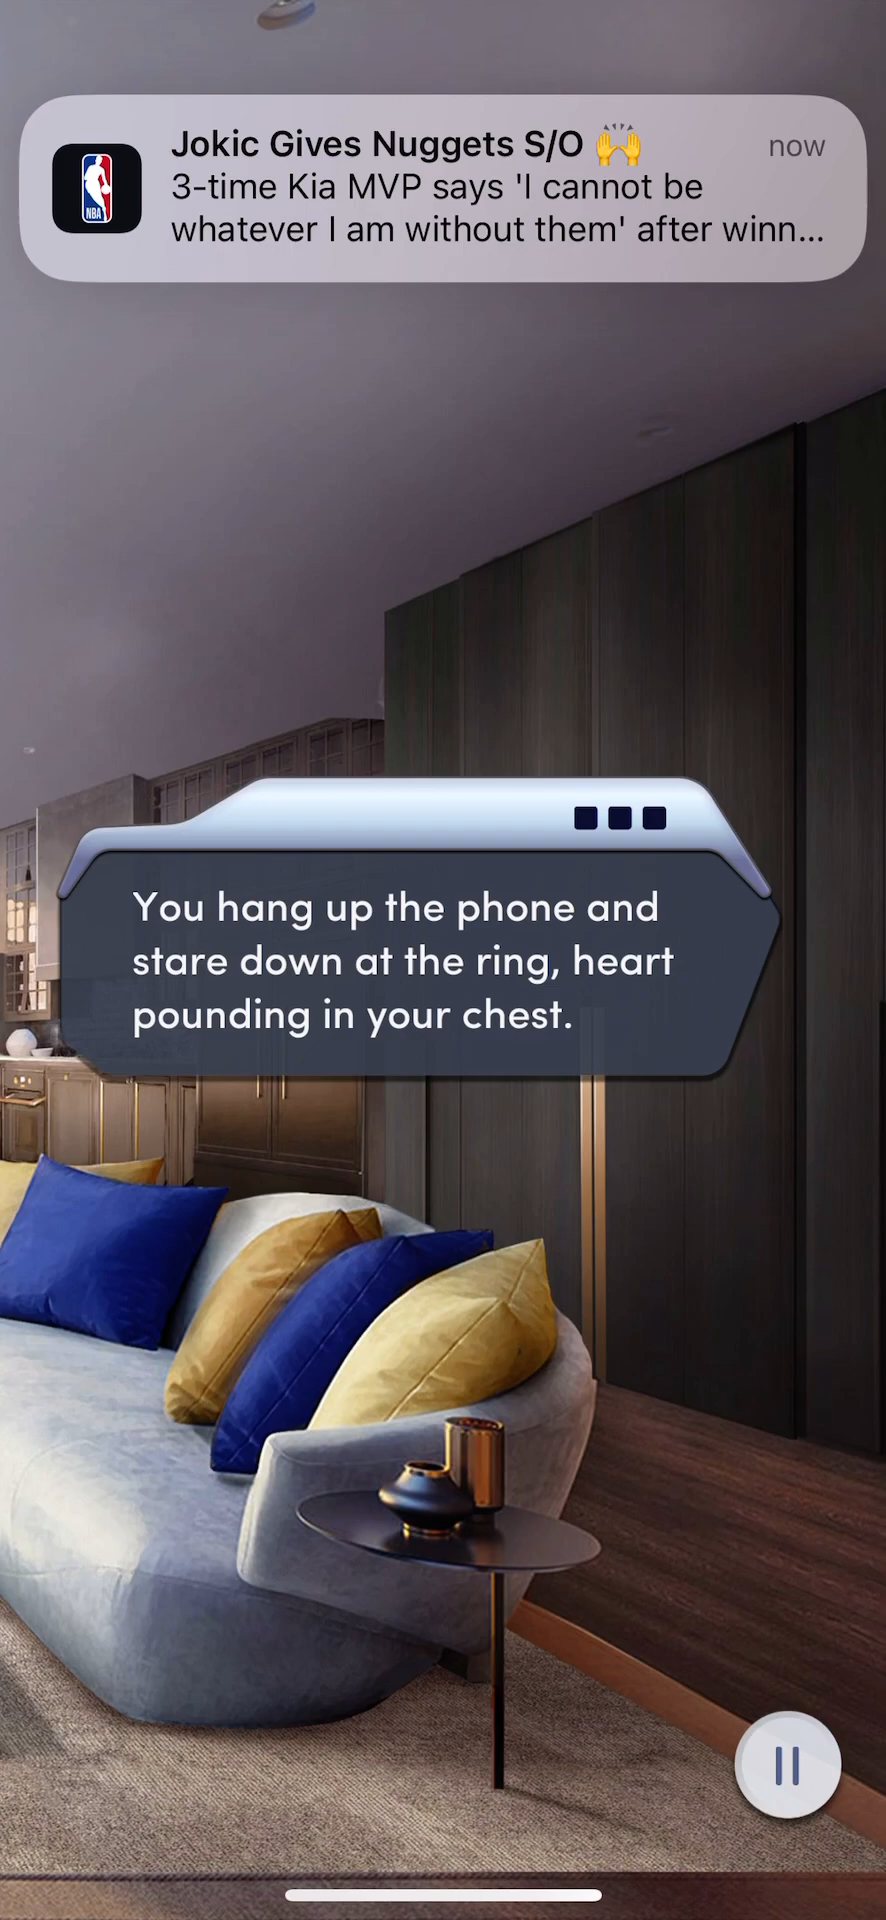 Jokic Gives Nuggets S/O 🙌
now
3-time Kia MVP says 'I cannot be
whatever I am without them' after winn...
NBA
You hang up the phone and
stare down at the ring, heart
pounding in your chest.